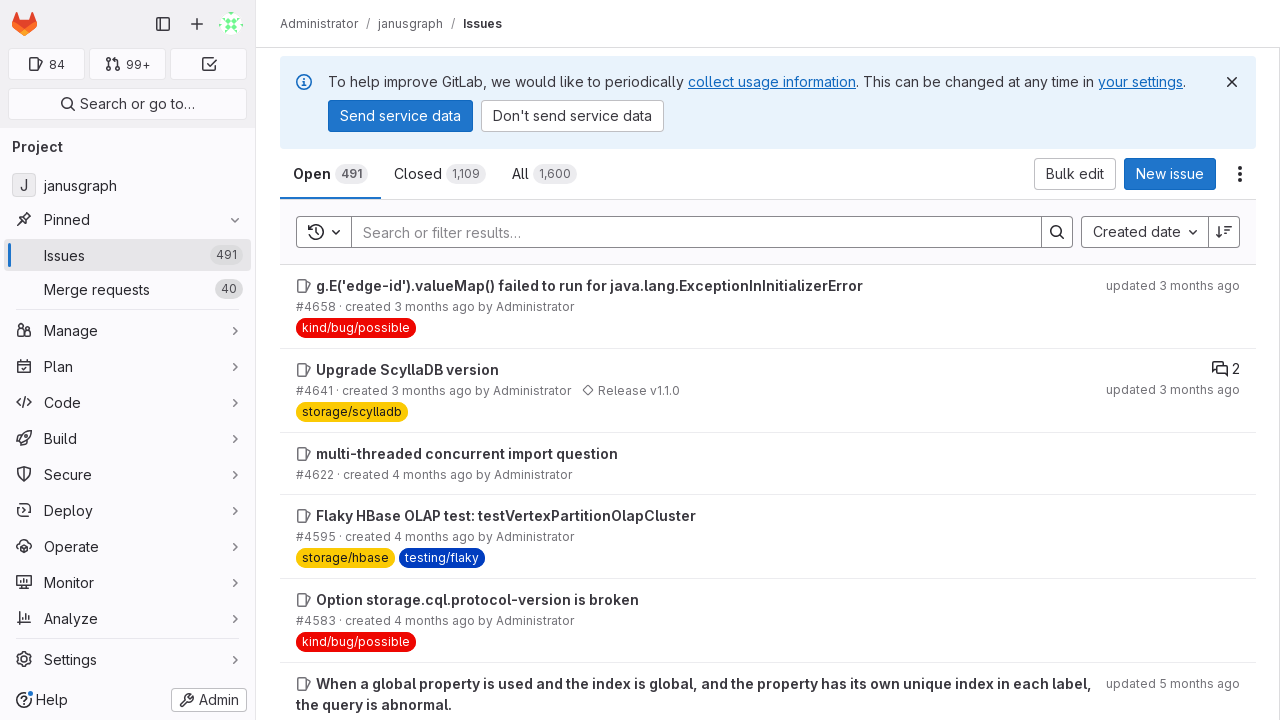 Administrator / janusgraph / Issues
84
99+
Search or go to…
Project
J janusgraph
Pinned
Issues 491
Merge requests 40
Manage
Plan
Code
Build
Secure
Deploy
Operate
Monitor
Analyze
Settings
Help
Admin
To help improve GitLab, we would like to periodically collect usage information. This can be changed at any time in your settings.
Send service data
Don't send service data
Open 491
Closed 1,109
All 1,600
Bulk edit
New issue
Search or filter results…
Created date
g.E('edge-id').valueMap() failed to run for java.lang.ExceptionInInitializerError
updated 3 months ago
#4658 · created 3 months ago by Administrator
kind/bug/possible
Upgrade ScyllaDB version
2
#4641 · created 3 months ago by Administrator Release v1.1.0
updated 3 months ago
storage/scylladb
multi-threaded concurrent import question
#4622 · created 4 months ago by Administrator
Flaky HBase OLAP test: testVertexPartitionOlapCluster
#4595 · created 4 months ago by Administrator
storage/hbase testing/flaky
Option storage.cql.protocol-version is broken
#4583 · created 4 months ago by Administrator
kind/bug/possible
When a global property is used and the index is global, and the property has its own unique index in each label,
the query is abnormal.
updated 5 months ago